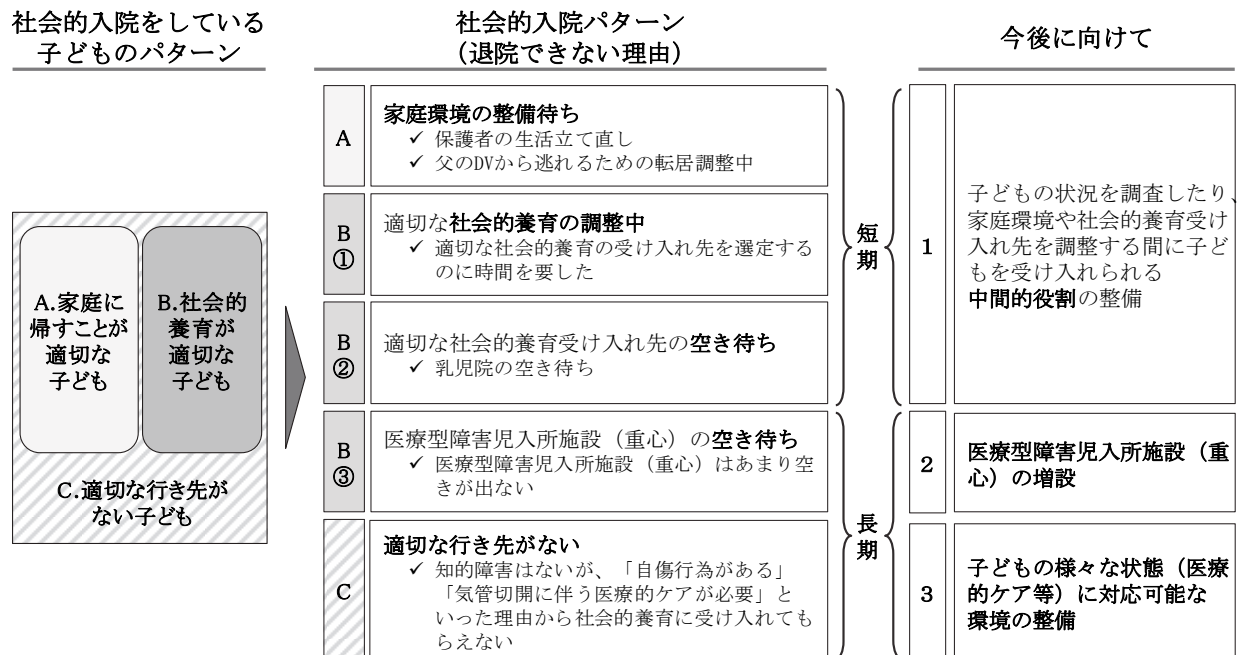 社会的入院をしている
子どものパターン
社会的入院パターン
（退院できない理由）
今後に向けて
A.家庭に
帰すことが
適切な
子ども
B.社会的
養育が
適切な
子ども
C.適切な行き先が
ない子ども
A
家庭環境の整備待ち
✓ 保護者の生活立て直し
✓ 父のDVから逃れるための転居調整中
B
①
適切な社会的養育の調整中
✓ 適切な社会的養育の受け入れ先を選定する
のに時間を要した
B
②
適切な社会的養育受け入れ先の空き待ち
✓ 乳児院の空き待ち
B
③
医療型障害児入所施設（重心）の空き待ち
✓ 医療型障害児入所施設（重心）はあまり空
きが出ない
C
適切な行き先がない
✓ 知的障害はないが、「自傷行為がある」
「気管切開に伴う医療的ケアが必要」と
いった理由から社会的養育に受け入れても
らえない
短
期
長
期
1
子どもの状況を調査したり、
家庭環境や社会的養育受け
入れ先を調整する間に子ど
もを受け入れられる
中間的役割の整備
2
医療型障害児入所施設（重
心）の増設
3
子どもの様々な状態（医療
的ケア等）に対応可能な
環境の整備